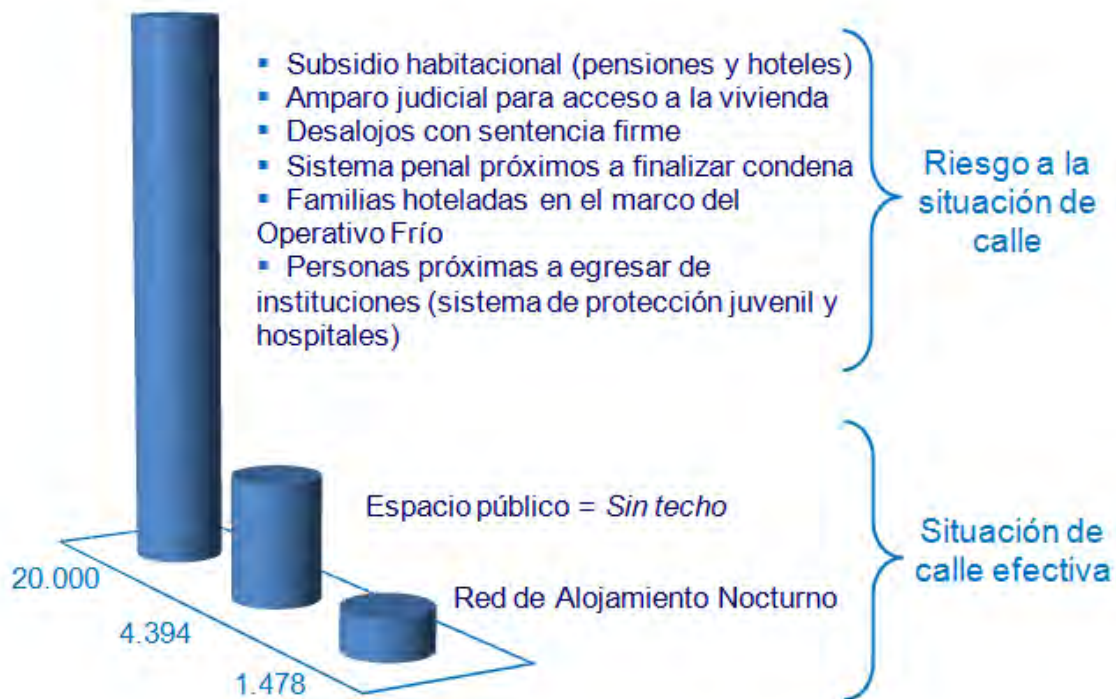 ▪ Subsidio habitacional (pensiones y hoteles)
▪ Amparo judicial para acceso a la vivienda
▪ Desalojos con sentencia firme
▪ Sistema penal próximos a finalizar condena
▪ Familias hoteladas en el marco del
Operativo Frío
▪ Personas próximas a egresar de
instituciones (sistema de protección juvenil y
hospitales)
Riesgo a la
situación de
calle
Espacio público = Sin techo
Red de Alojamiento Nocturno
Situación de
calle efectiva
20.000
4.394
1.478